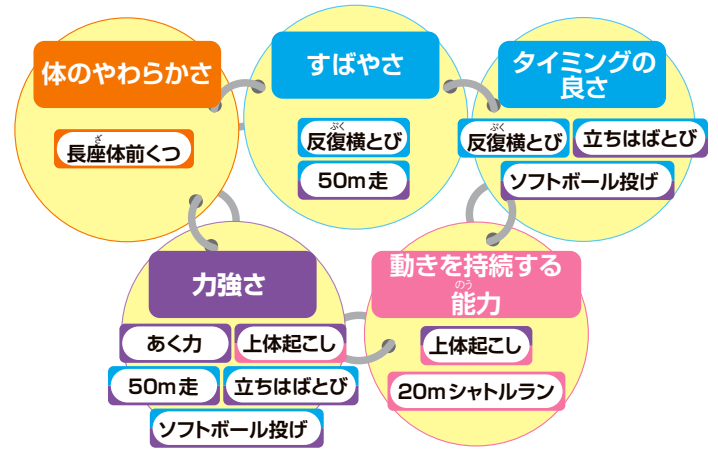 体のやわらかさ
長座体前くつ
ざ
すばやさ
反復横とび
ぷく
50m走
タイミングの
良さ
反復横とび
ぷく
立ちはばとび
ソフトボール投げ
力強さ
あく力
上体起こし
50m走
立ちはばとび
ソフトボール投げ
動きを持続する
能力
のう
上体起こし
20mシャトルラン